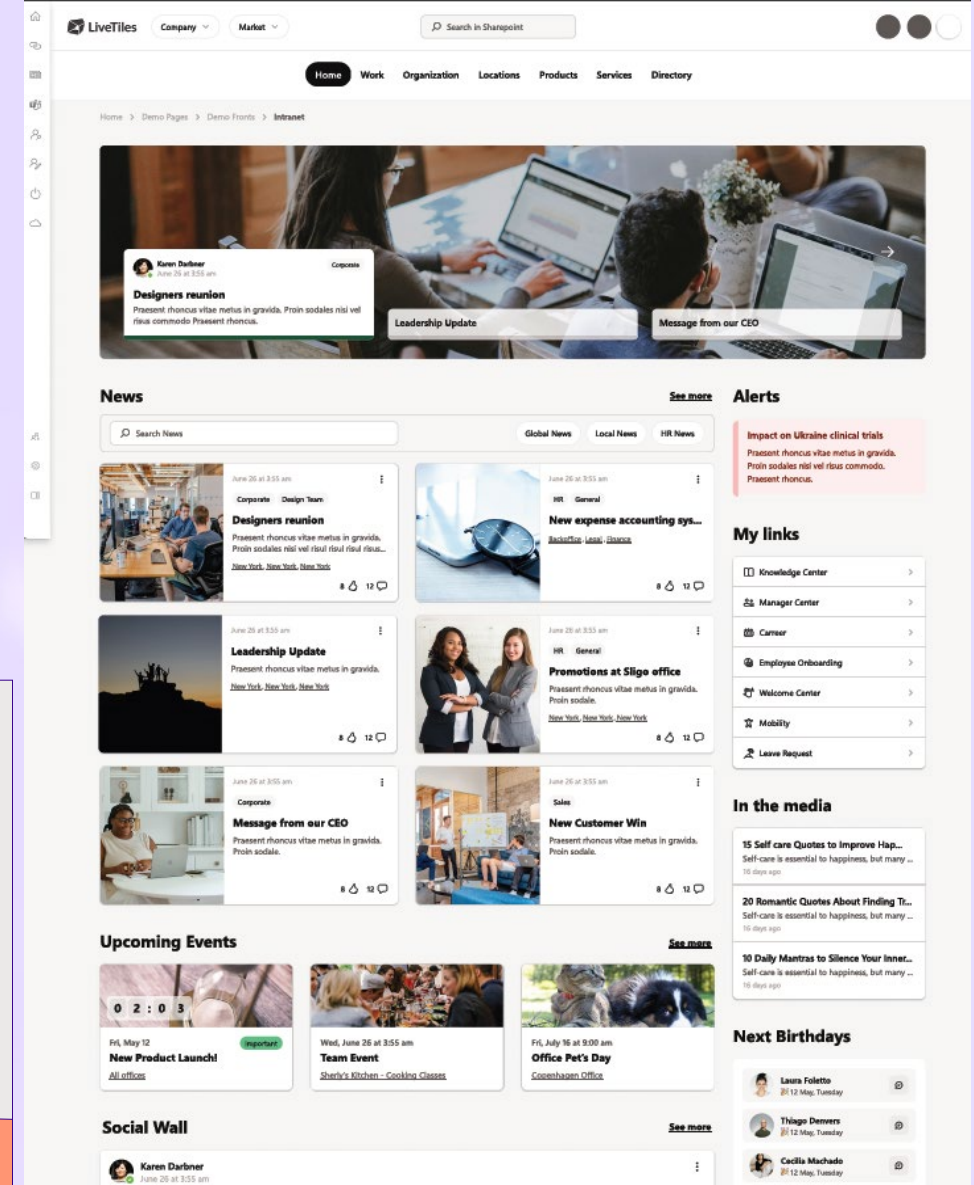 LiveTiles
Company
Market
Search in Sharepoint
Home Work Organization Locations Products Services Directory
Home > Demo Pages > Demo Fronts > Intranet
Karen Darbner
Corporate
June 26 at 3:55 am
Designers reunion
Praesent rhoncus vitae metus in gravida. Proin sodales nisi vel
risus commodo Praesent rhoncus.
Leadership Update
Message from our CEO
News
See more
Search News
Global News
Local News
HR News
June 26 at 3:55 am
Corporate Design Team
Designers reunion
Praesent rhoncus vitae metus in gravida.
Proin sodales nisi vel risul risul risul risus...
New York, New York, New York
8 12
June 26 at 3:55 am
HR General
New expense accounting sys...
Backoffice, Legal, Finance
8 12
June 26 at 3:55 am
Leadership Update
Praesent rhoncus vitae metus in gravida.
New York, New York, New York
8 12
June 26 at 3:55 am
HR General
Promotions at Sligo office
Praesent rhoncus vitae metus in gravida.
Proin sodale.
New York, New York, New York
8 12
June 26 at 3:55 am
Corporate
Message from our CEO
Praesent rhoncus vitae metus in gravida.
Proin sodale.
8 12
June 26 at 3:55 am
Sales
New Customer Win
Praesent rhoncus vitae metus in gravida.
Proin sodale.
8 12
Upcoming Events
See more
0 2 : 0 3
Fri, May 12
Important
New Product Launch!
All offices
Wed, June 26 at 3:55 am
Team Event
Sherly's Kitchen - Cooking Classes
Fri, July 16 at 9:00 am
Office Pet's Day
Copenhagen Office
Social Wall
See more
Karen Darbner
June 26 at 3:55 am
Alerts
Impact on Ukraine clinical trials
Praesent rhoncus vitae metus in gravida.
Proin sodales nisi vel risus commodo.
Praesent rhoncus.
My links
Knowledge Center
Manager Center
Carreer
Employee Onboarding
Welcome Center
Mobility
Leave Request
In the media
15 Self care Quotes to Improve Hap...
Self-care is essential to happiness, but many ...
16 days ago
20 Romantic Quotes About Finding Tr...
Self-care is essential to happiness, but many ...
16 days ago
10 Daily Mantras to Silence Your Inner...
Self-care is essential to happiness, but many ...
16 days ago
Next Birthdays
Laura Foletto
12 May, Tuesday
Thiago Denvers
12 May, Tuesday
Cecilia Machado
12 May, Tuesday